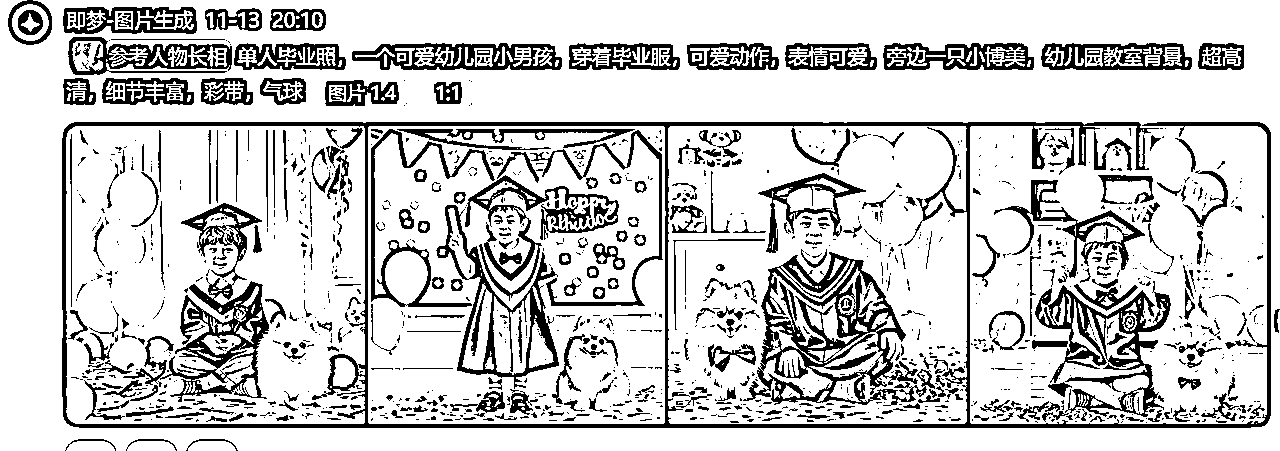 即梦-图片生成 11-13 20:10
参考人物长相 单人毕业照，一个可爱幼儿园小男孩，穿着毕业服，可爱动作，表情可爱，旁边一只小博美，幼儿园教室背景，超高
清，细节丰富，彩带，气球 图片1.4 1:1
Happy